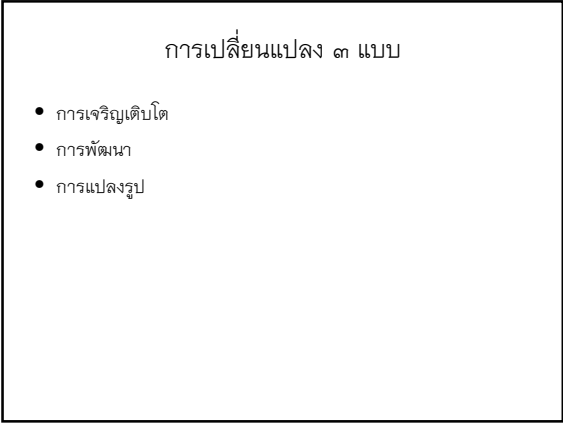 การเปลี่ยนแปลง ๓ แบบ
• การเจริญเติบโต
• การพัฒนา
• การแปลงรูป